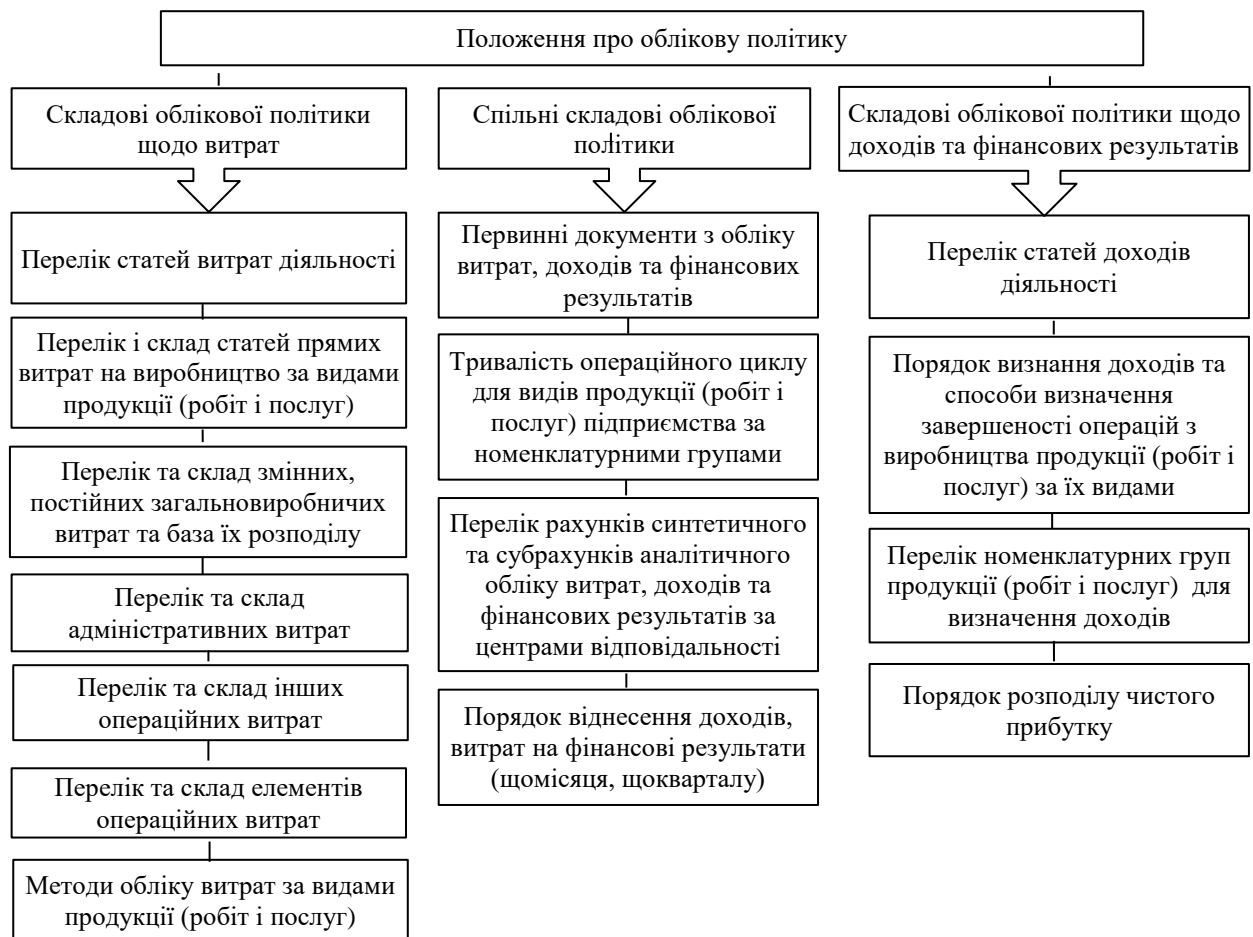 Положення про облікову політику
Складові облікової політики
щодо витрат
Перелік статей витрат діяльності
Перелік і склад статей прямих
витрат на виробництво за видами
продукції (робіт і послуг)
Перелік та склад змінних,
постійних загальновиробничих
витрат та база їх розподілу
Перелік та склад
адміністративних витрат
Перелік та склад інших
операційних витрат
Перелік та склад елементів
операційних витрат
Методи обліку витрат за видами
продукції (робіт і послуг)
Спільні складові облікової
політики
Первинні документи з обліку
витрат, доходів та фінансових
результатів
Тривалість операційного циклу
для видів продукції (робіт і
послуг) підприємства за
номенклатурними групами
Перелік рахунків синтетичного
та субрахунків аналітичного
обліку витрат, доходів та
фінансових результатів за
центрами відповідальності
Порядок віднесення доходів,
витрат на фінансові результати
(щомісяця, щокварталу)
Складові облікової політики щодо
доходів та фінансових результатів
Перелік статей доходів
діяльності
Порядок визнання доходів та
способи визначення
завершеності операцій з
виробництва продукції (робіт і
послуг) за їх видами
Перелік номенклатурних груп
продукції (робіт і послуг) для
визначення доходів
Порядок розподілу чистого
прибутку